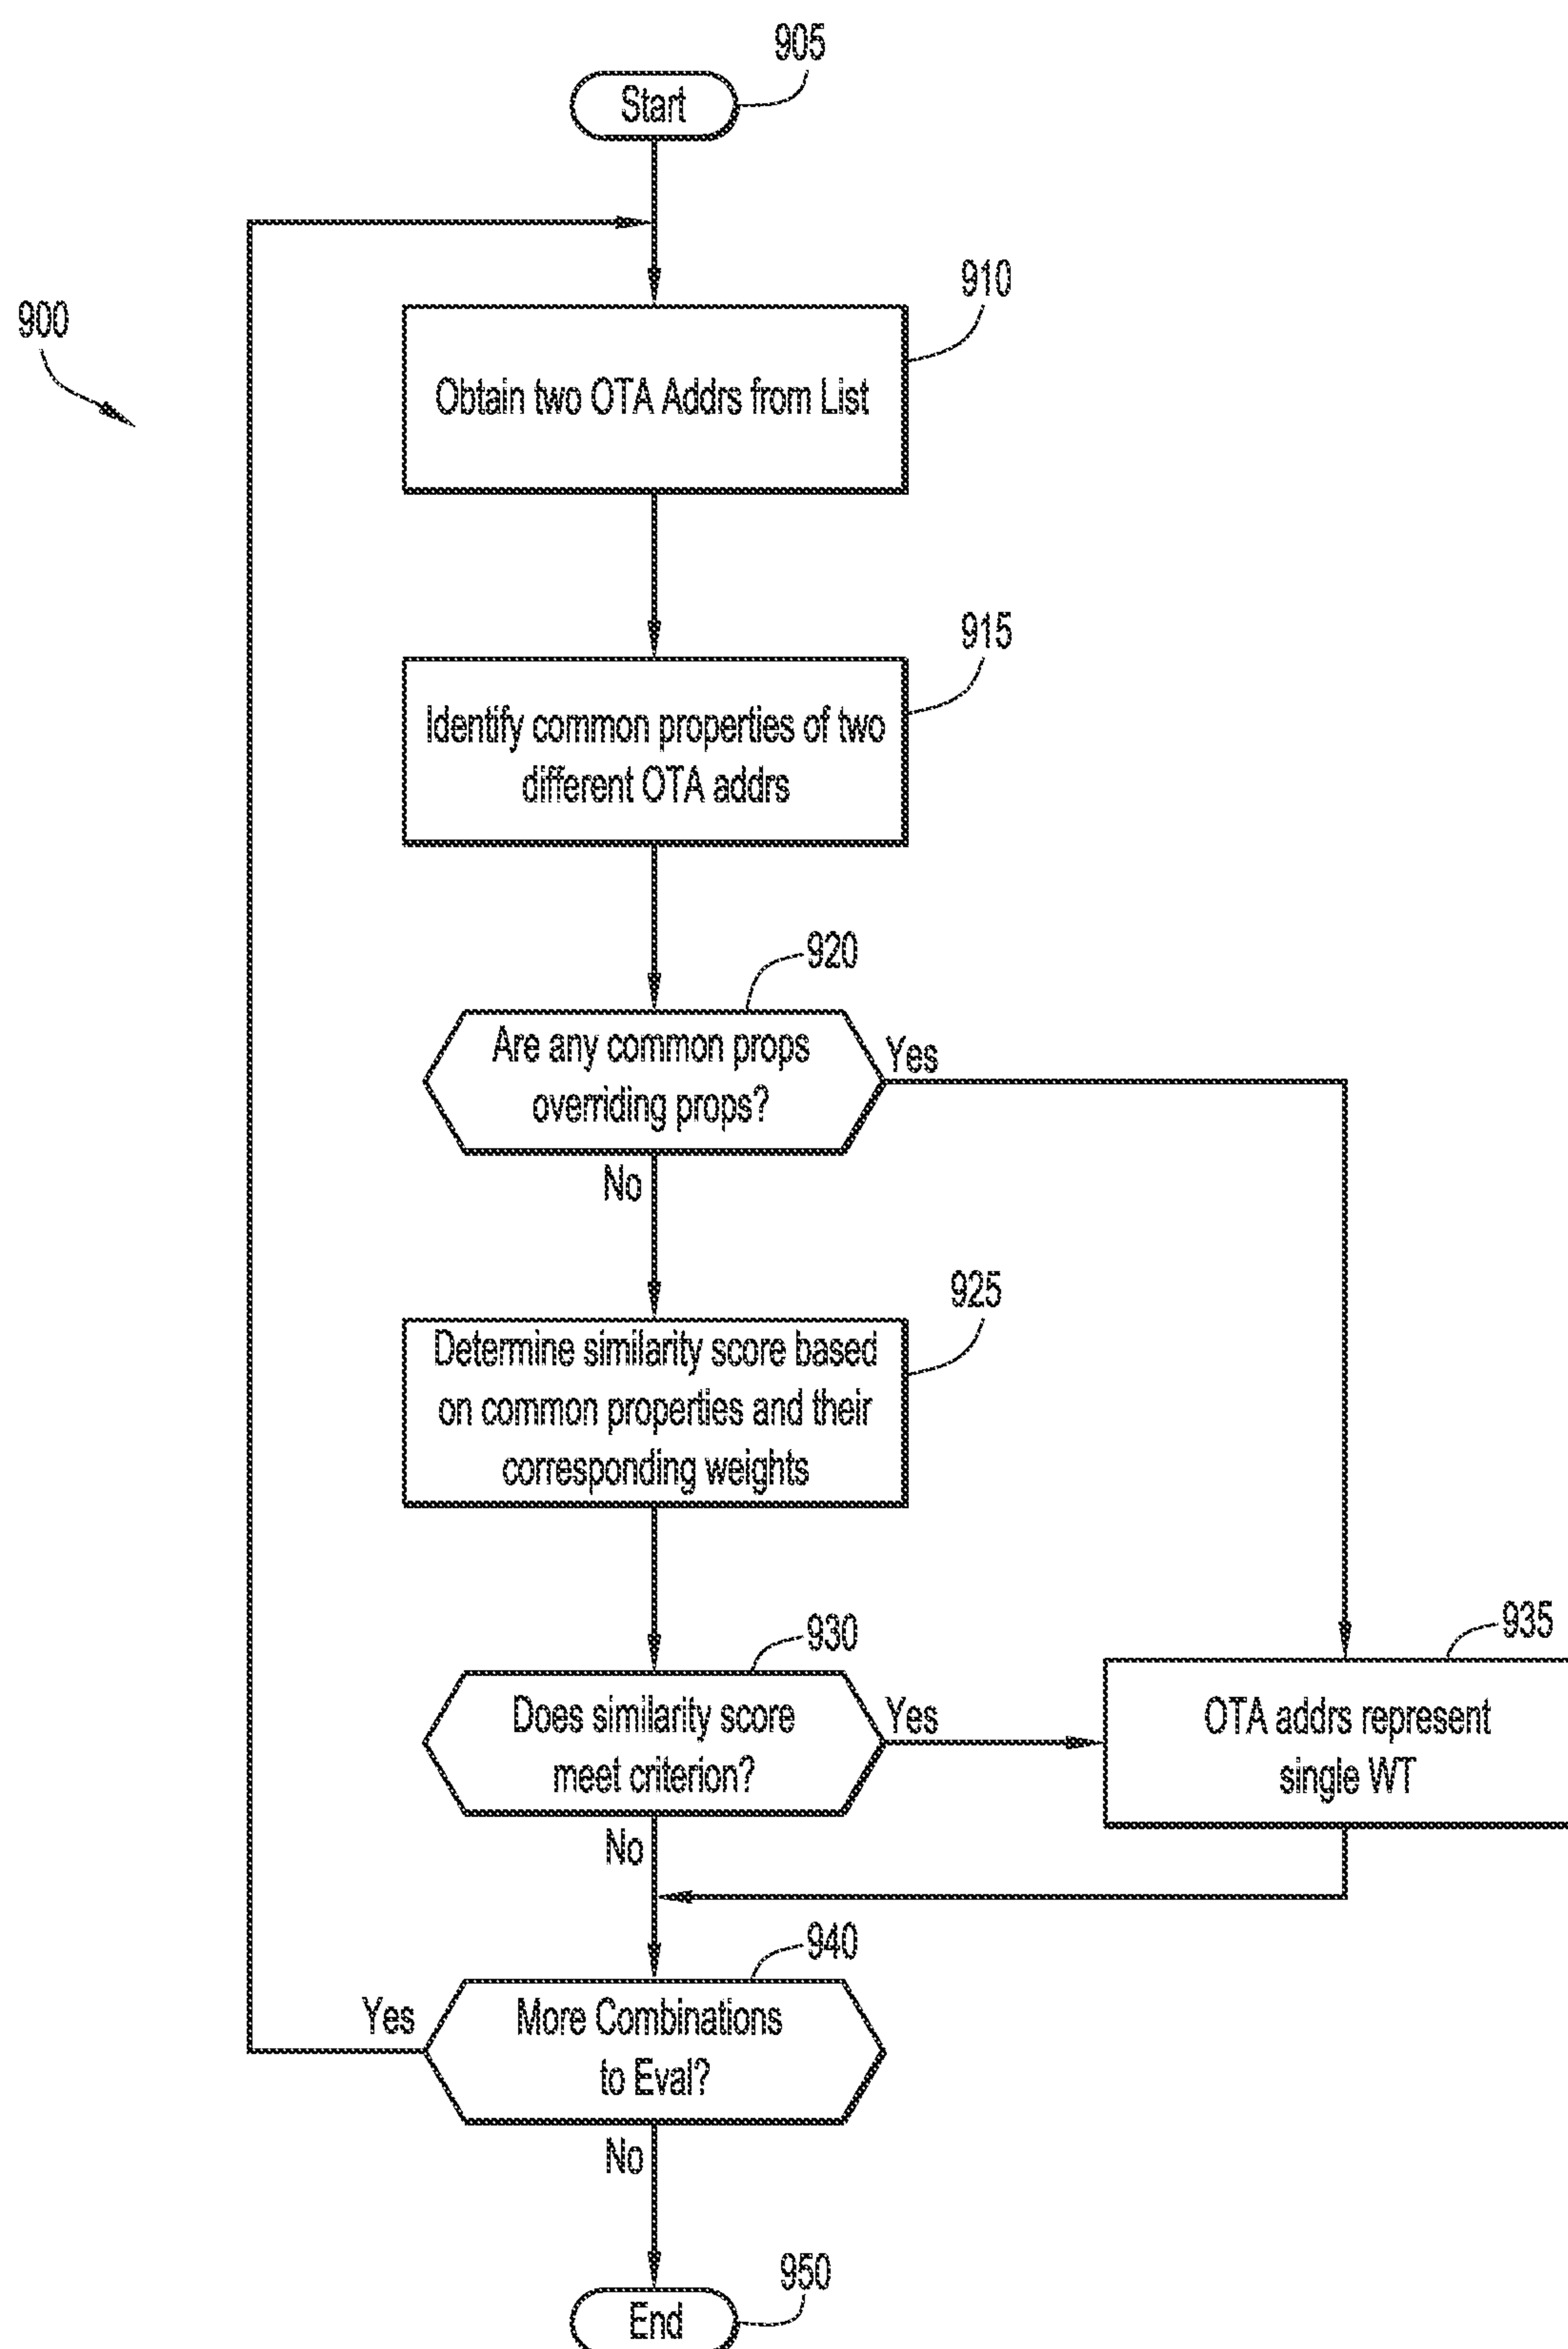 905
Start
910
900
Obtain two OTA Addrs from List
915
Identify common properties of two
different OTA addrs
920
Are any common props
overriding props?
Yes
No
925
Determine similarity score based
on common properties and their
corresponding weights
930
935
Does similarity score
meet criterion?
Yes
OTA addrs represent
single WT
No
940
Yes
More Combinations
to Eval?
No
950
End